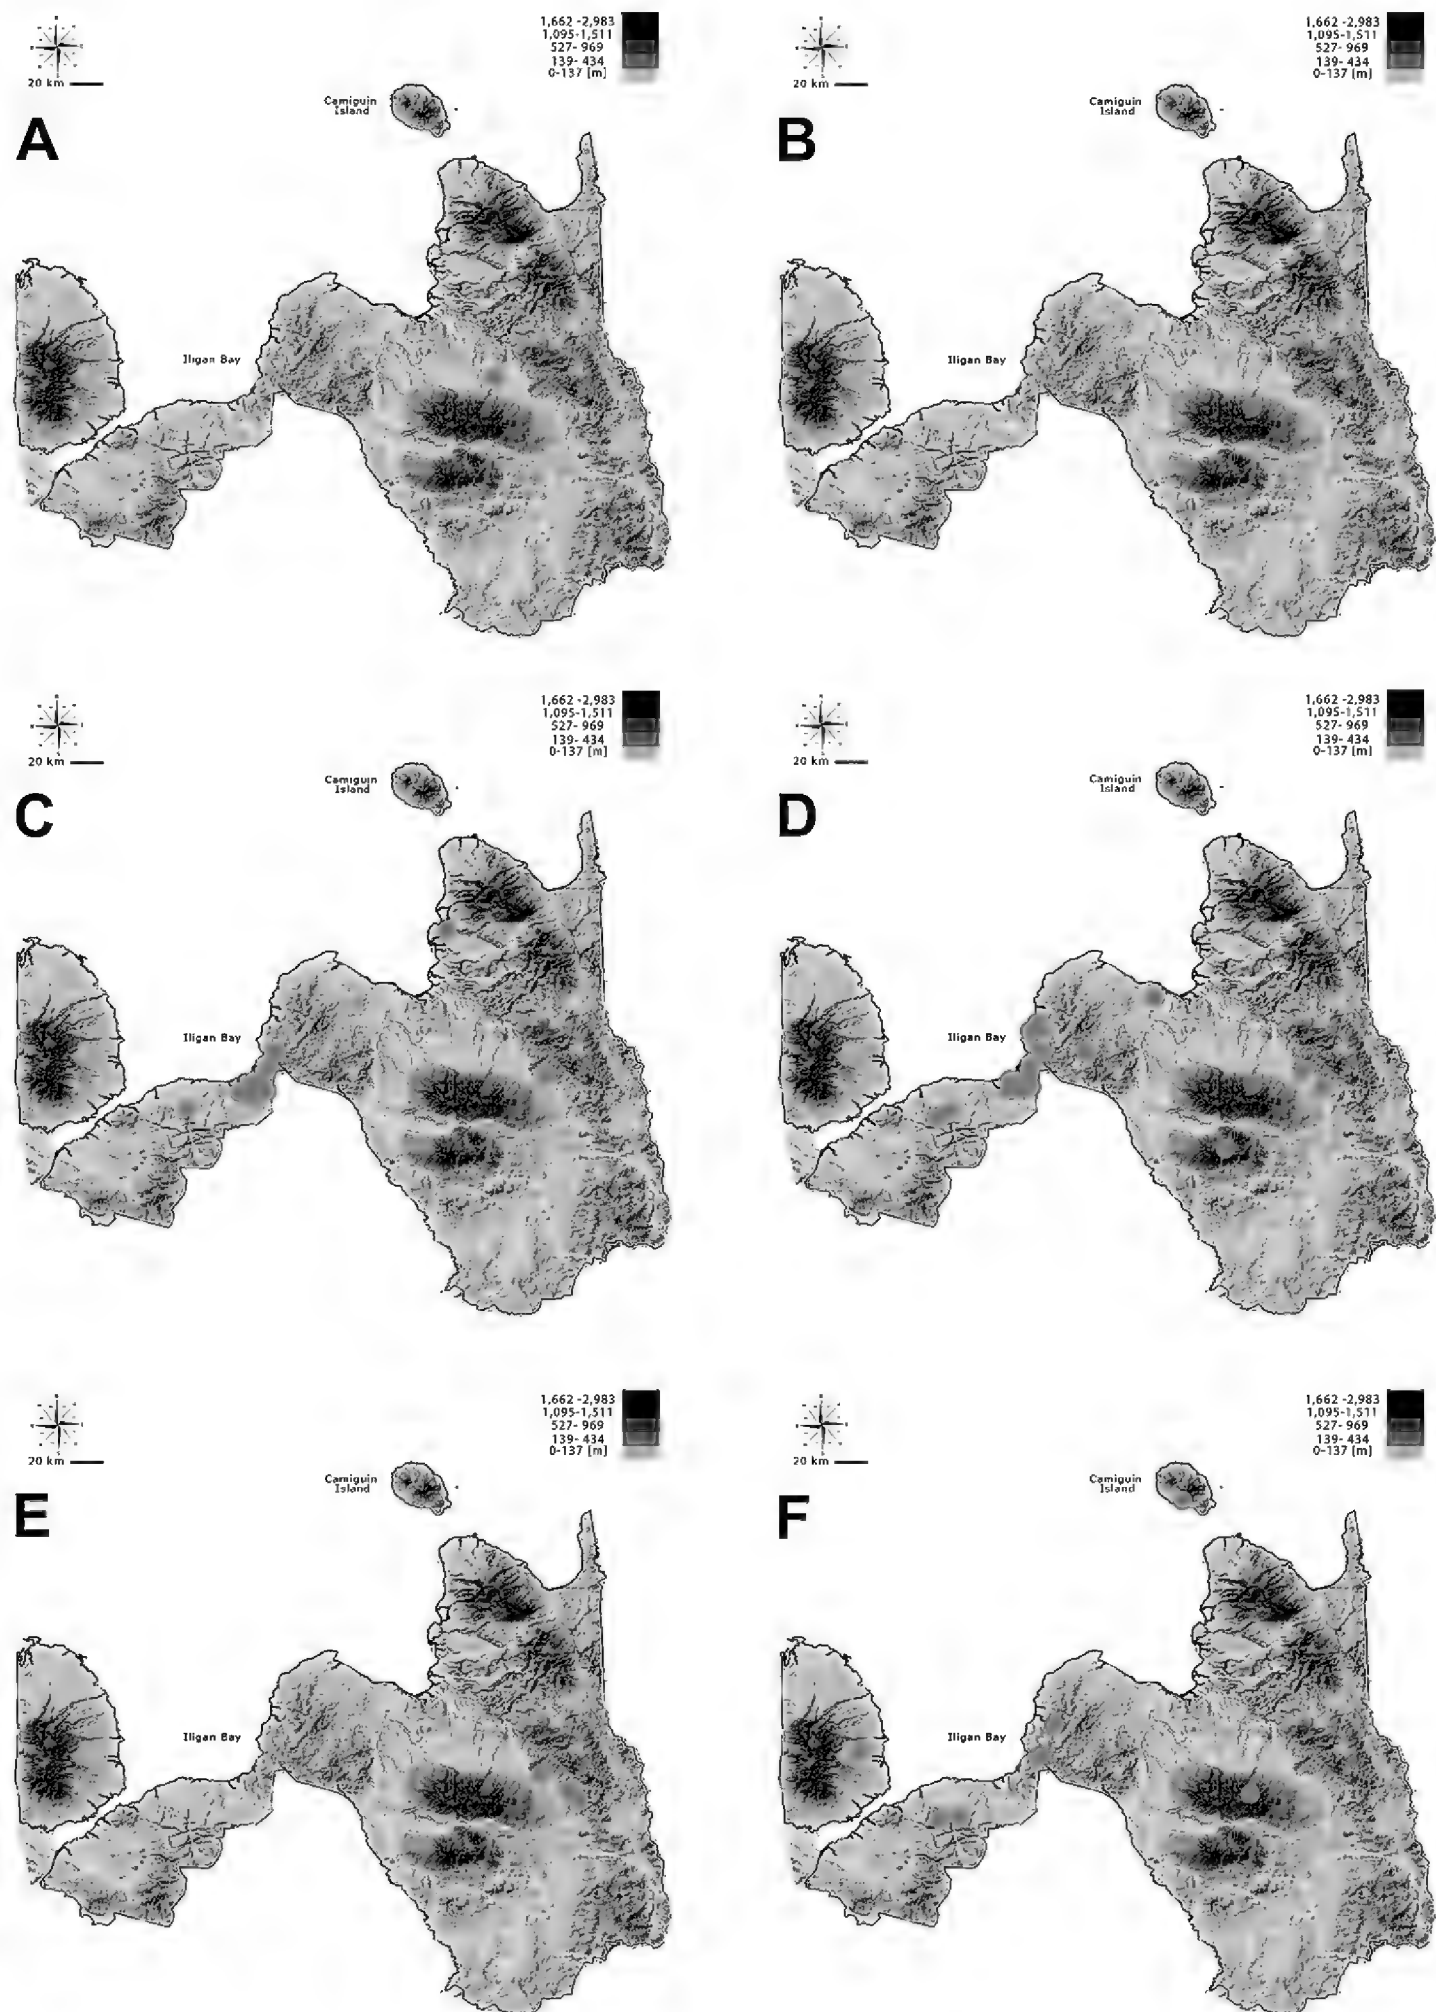 1,662 -2,983
1,095-1,511
527- 969
139- 434
0-137 [m]
20 km
Camiguin
Island
A
Iligan Bay
1,662 -2,983
1,095-1,511
527- 969
139- 434
0-137 [m]
20 km
Camiguin
Island
B
Iligan Bay
1,662 -2,983
1,095-1,511
527- 969
139- 434
0-137 [m]
20 km
Camiguin
Island
C
Iligan Bay
1,662 -2,983
1,095-1,511
527- 969
139- 434
0-137 [m]
20 km
Camiguin
Island
D
Iligan Bay
1,662 -2,983
1,095-1,511
527- 969
139- 434
0-137 [m]
20 km
Camiguin
Island
E
Iligan Bay
1,662 -2,983
1,095-1,511
527- 969
139- 434
0-137 [m]
20 km
Camiguin
Island
F
Iligan Bay